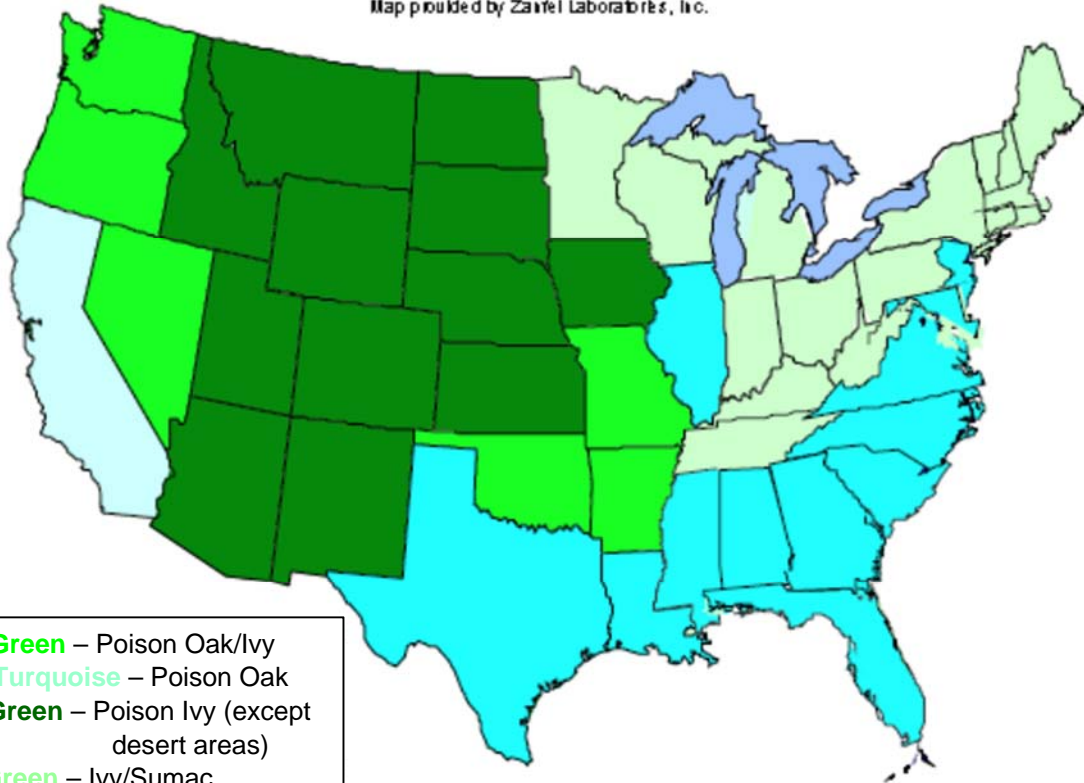 Map provided by Zanfel Laboratories, Inc.
Green – Poison Oak/Ivy
Turquoise – Poison Oak
Green – Poison Ivy (except
desert areas)
Green – Ivy/Sumac